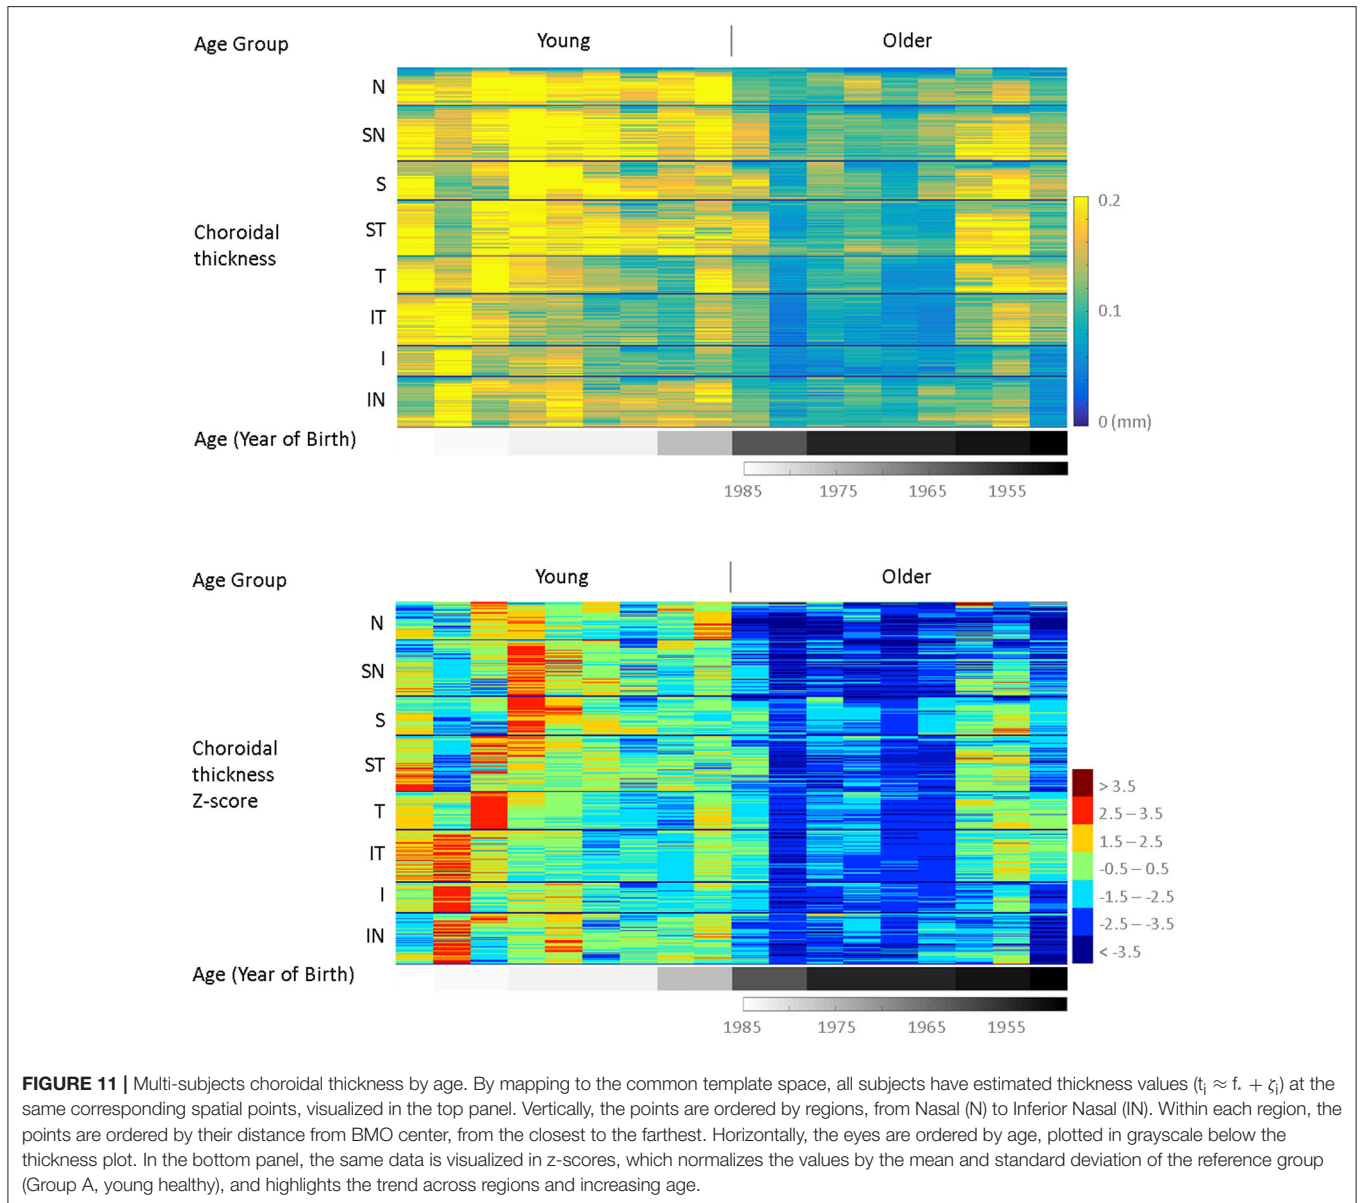 Age Group Young | Older
N
SN
S
ST
T
IT
I
IN
Choroidal
thickness
0.2
0.1
0 (mm)
Age (Year of Birth)
1985 1975 1965 1955
Age Group Young | Older
N
SN
S
ST
T
IT
I
IN
Choroidal
thickness
Z-score
> 3.5
2.5 – 3.5
1.5 – 2.5
-0.5 – 0.5
-1.5 – -2.5
-2.5 – -3.5
< -3.5
Age (Year of Birth)
1985 1975 1965 1955
FIGURE 11 | Multi-subjects choroidal thickness by age. By mapping to the common template space, all subjects have estimated thickness values (tᵢ ≈ f. + ζᵢ) at the
same corresponding spatial points, visualized in the top panel. Vertically, the points are ordered by regions, from Nasal (N) to Inferior Nasal (IN). Within each region, the
points are ordered by their distance from BMO center, from the closest to the farthest. Horizontally, the eyes are ordered by age, plotted in grayscale below the
thickness plot. In the bottom panel, the same data is visualized in z-scores, which normalizes the values by the mean and standard deviation of the reference group
(Group A, young healthy), and highlights the trend across regions and increasing age.